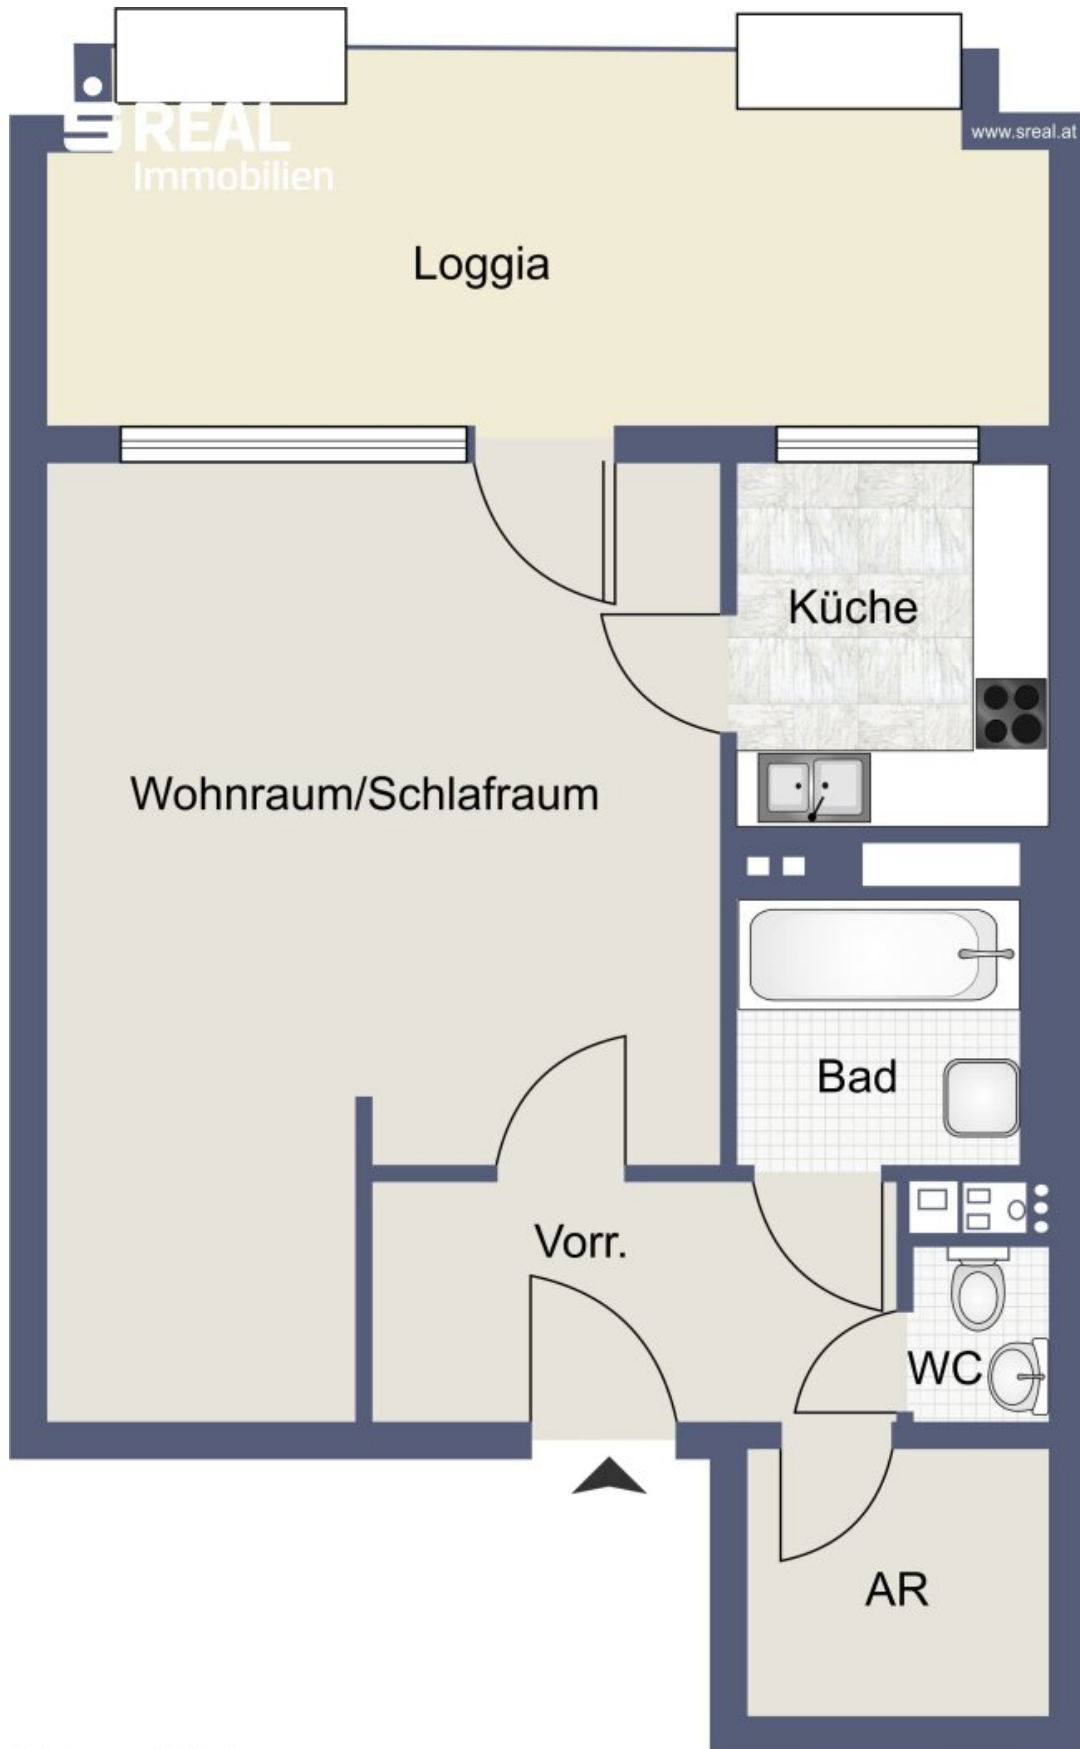 REAL
Immobilien
www.sreal.at
Loggia
Küche
Wohnraum/Schlafraum
Bad
Vorr.
WC
AR